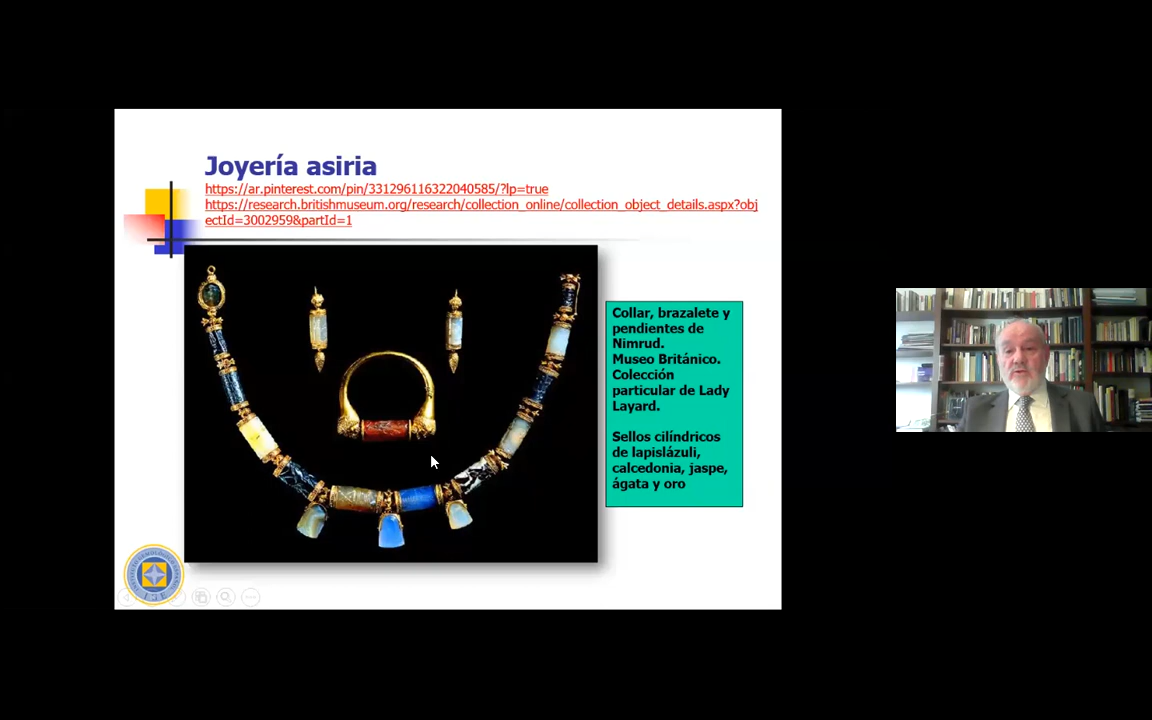 Joyería asiria
https://ar.pinterest.com/pin/331296116322040585/?lp=true
https://research.britishmuseum.org/research/collection_online/collection_object_details.aspx?obj
ectId=3002959&partId=1
Collar, brazalete y
pendientes de
Nimrud.
Museo Británico.
Colección
particular de Lady
Layard.
Sellos cilíndricos
de lapislázuli,
calcedonia, jaspe,
ágata y oro